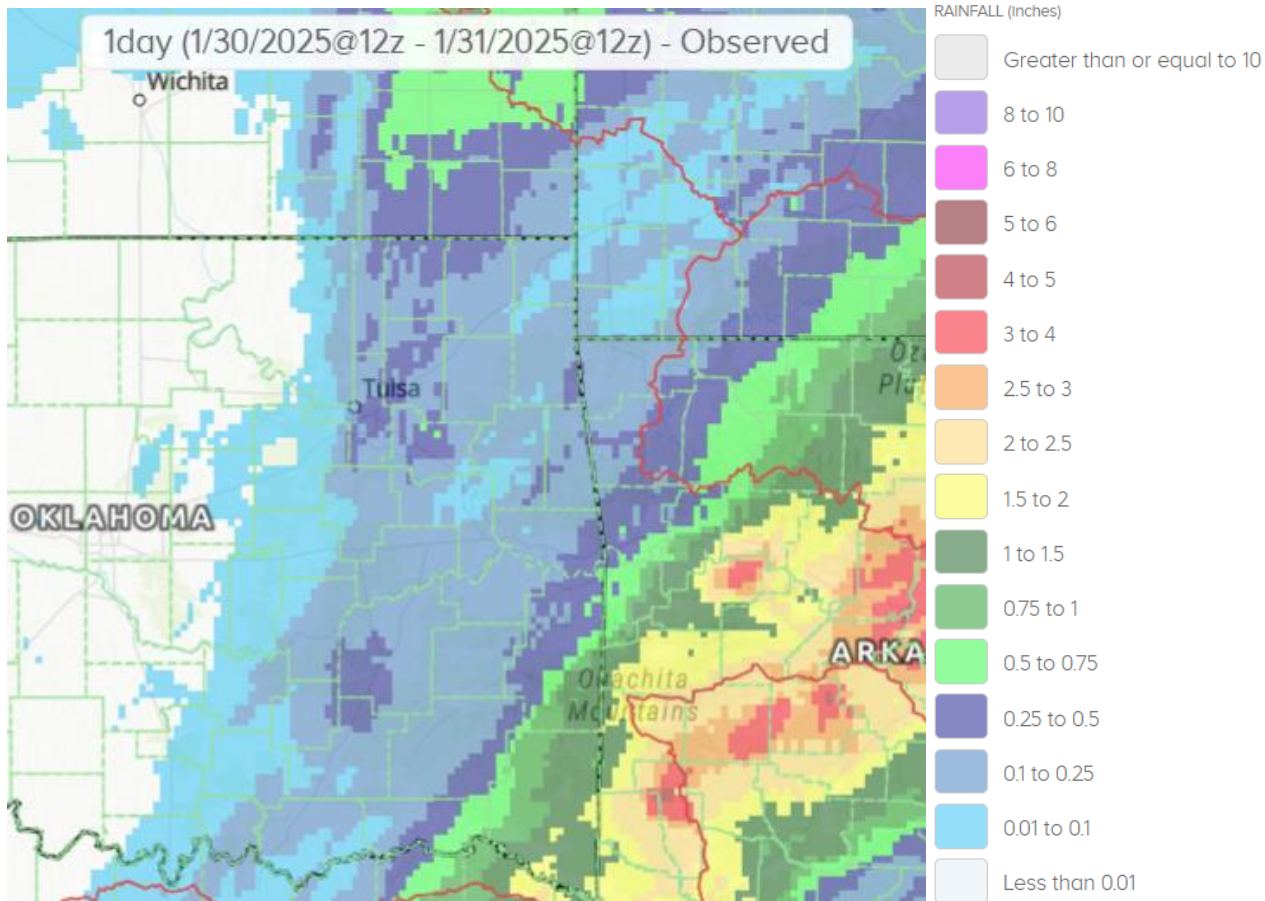 1day (1/30/2025@12z - 1/31/2025@12z) - Observed
Wichita
Tulsa
OKLAHOMA
Ouachita
Mountains
RAINFALL (inches)
Greater than or equal to 10
8 to 10
6 to 8
5 to 6
4 to 5
3 to 4
2.5 to 3
2 to 2.5
1.5 to 2
1 to 1.5
0.75 to 1
0.5 to 0.75
0.25 to 0.5
0.1 to 0.25
0.01 to 0.1
Less than 0.01
ARKA